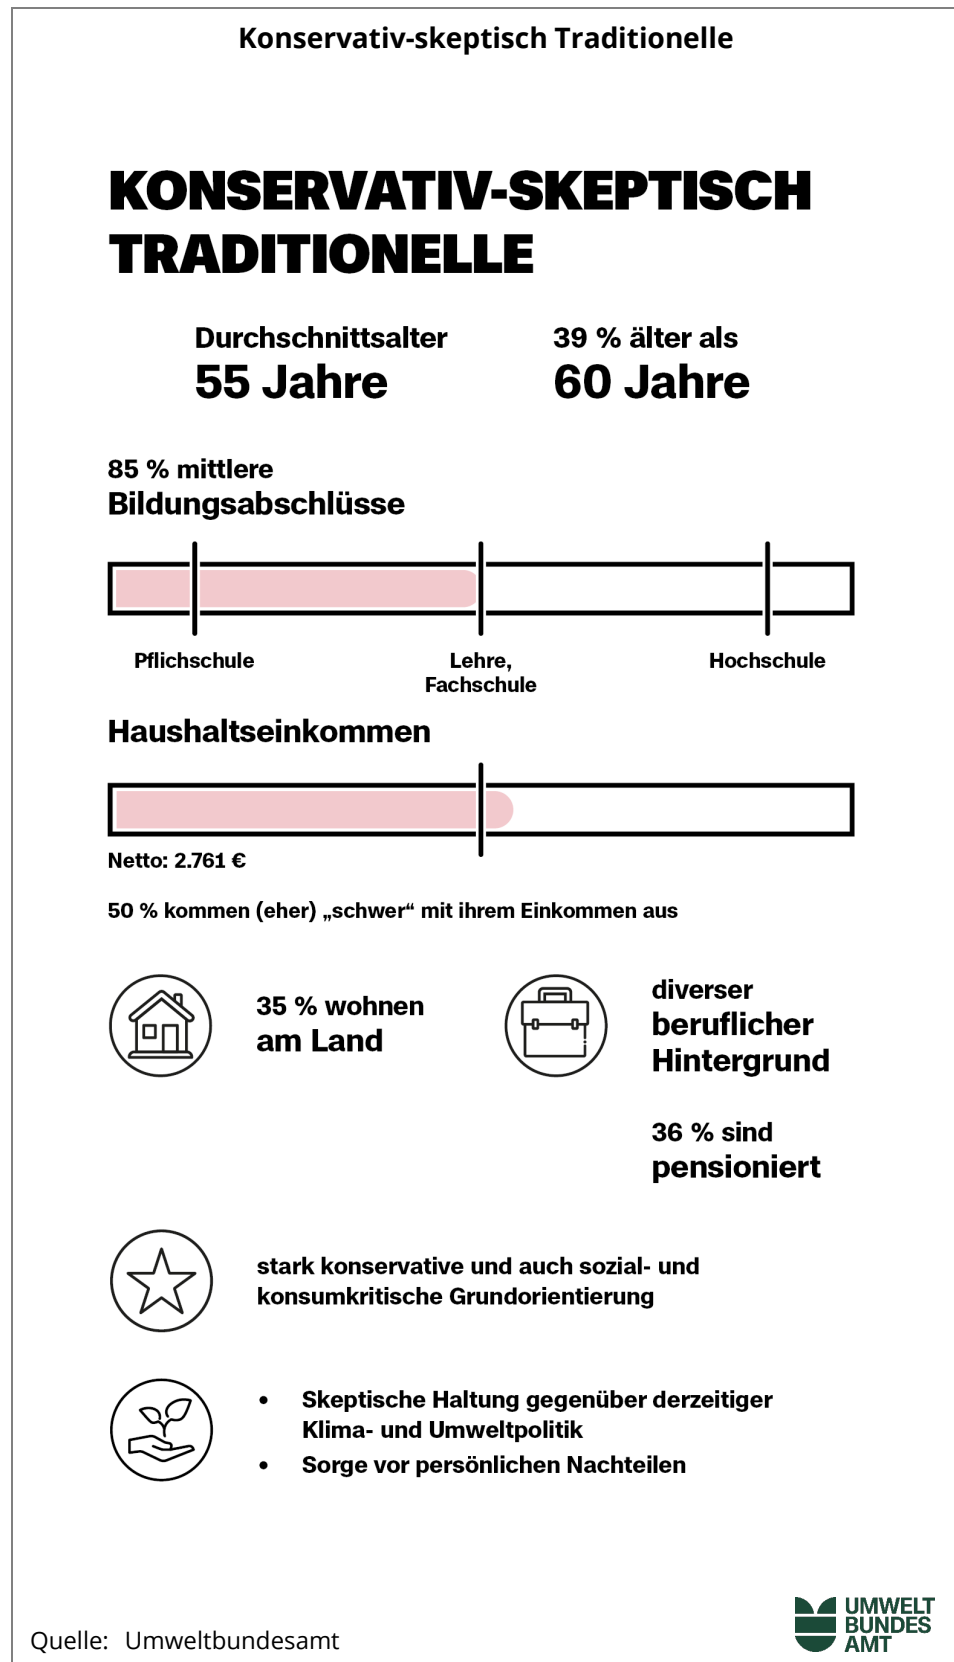 Konservativ-skeptisch Traditionelle
KONSERVATIV-SKEPTISCH
TRADITIONELLE
Durchschnittsalter
55 Jahre
39 % älter als
60 Jahre
85 % mittlere
Bildungsabschlüsse
Pflichschule
Lehre,
Fachschule
Hochschule
Haushaltseinkommen
Netto: 2.761 €
50 % kommen (eher) „schwer“ mit ihrem Einkommen aus
35 % wohnen
am Land
diverser
beruflicher
Hintergrund
36 % sind
pensioniert
stark konservative und auch sozial- und
konsumkritische Grundorientierung
• Skeptische Haltung gegenüber derzeitiger
Klima- und Umweltpolitik
• Sorge vor persönlichen Nachteilen
Quelle: Umweltbundesamt
UMWELT
BUNDES
AMT